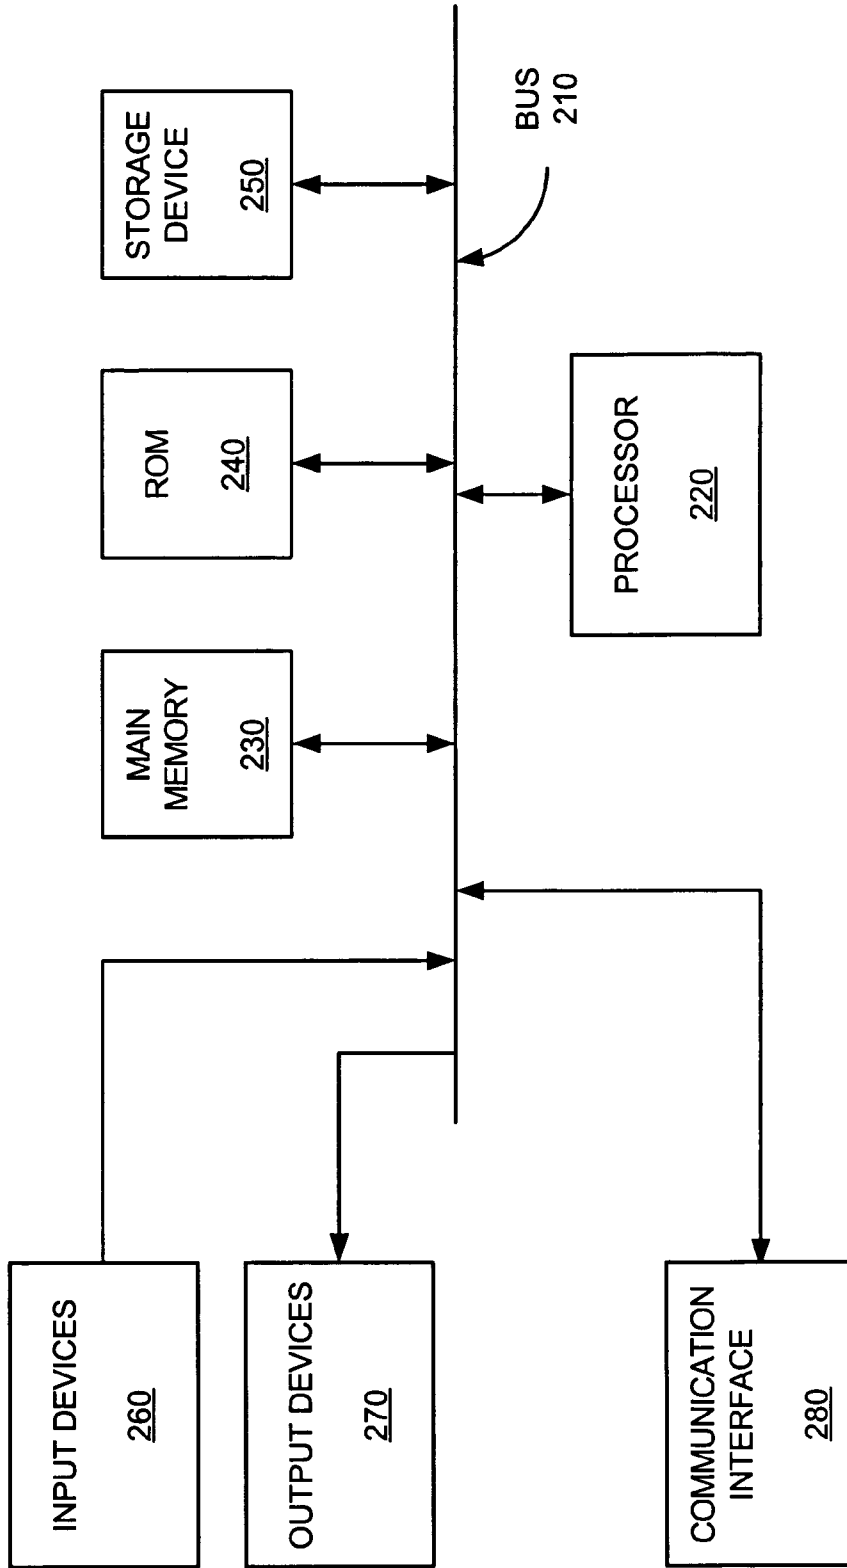 INPUT DEVICES
260
OUTPUT DEVICES
270
COMMUNICATION
INTERFACE
280
MAIN
MEMORY
230
ROM
240
STORAGE
DEVICE
250
PROCESSOR
220
BUS
210